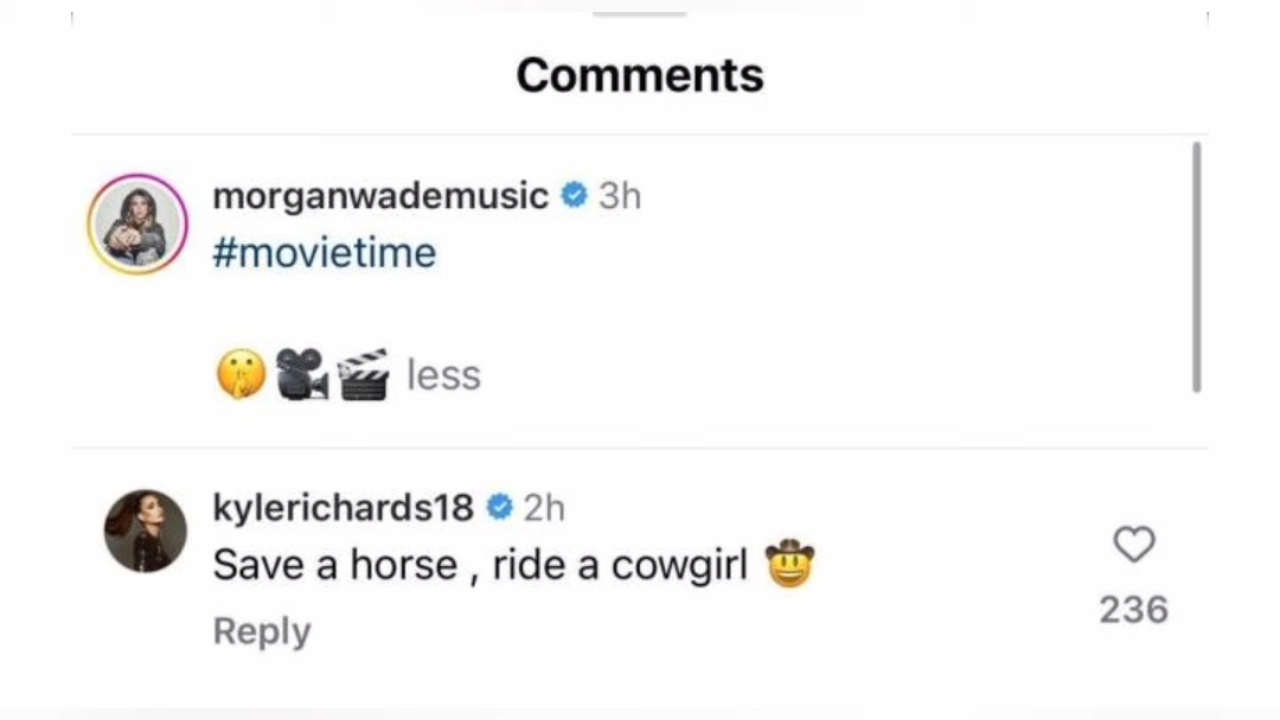 Comments
morganwademusic 3h
#movietime
🤫🎥🎬 less
kylerichards18 2h
Save a horse , ride a cowgirl 🤠
Reply
236